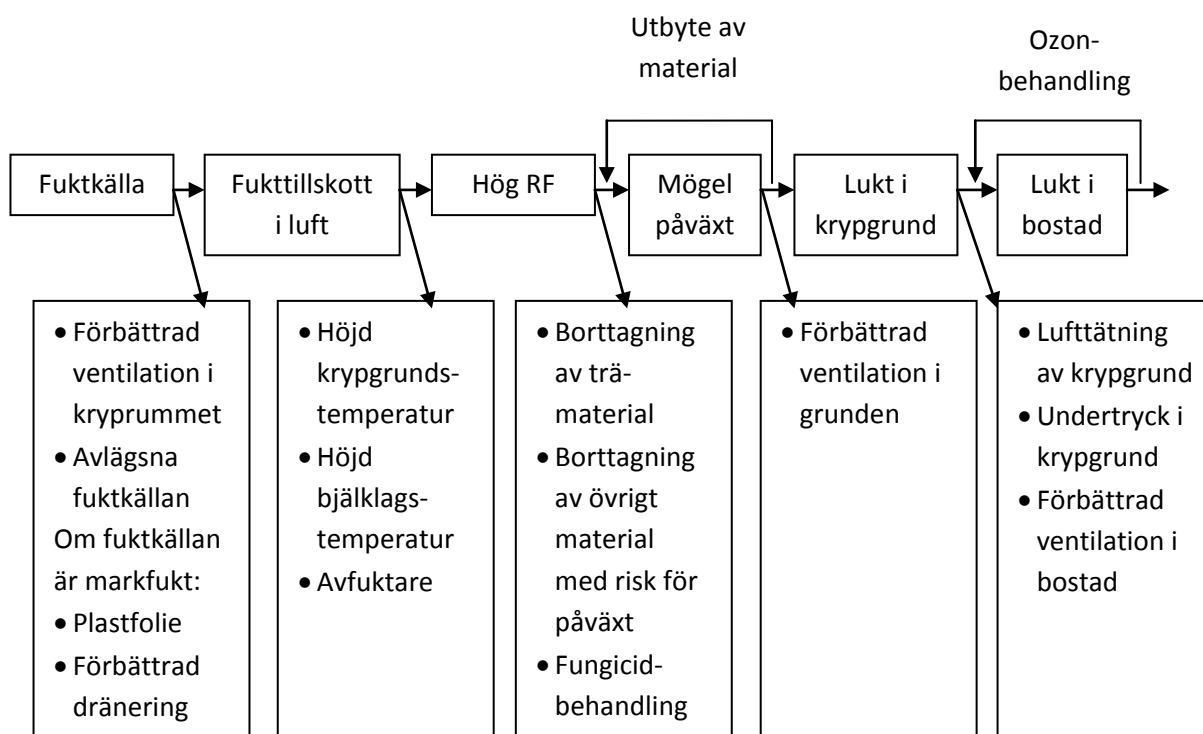 Utbyte av
material
Ozon-
behandling
Fuktkälla
Fukttillskott
i luft
Hög RF
Mögel
påväxt
Lukt i
krypgrund
Lukt i
bostad
• Förbättrad
ventilation i
kryprummet
• Avlägsna
fuktkällan
Om fuktkällan
är markfukt:
• Plastfolie
• Förbättrad
dränering
• Höjd
krypgrunds-
temperatur
• Höjd
bjälklags-
temperatur
• Avfuktare
• Borttagning
av trä-
material
• Borttagning
av övrigt
material
med risk för
påväxt
• Fungicid-
behandling
• Förbättrad
ventilation i
grunden
• Lufttätning
av krypgrund
• Undertryck i
krypgrund
• Förbättrad
ventilation i
bostad